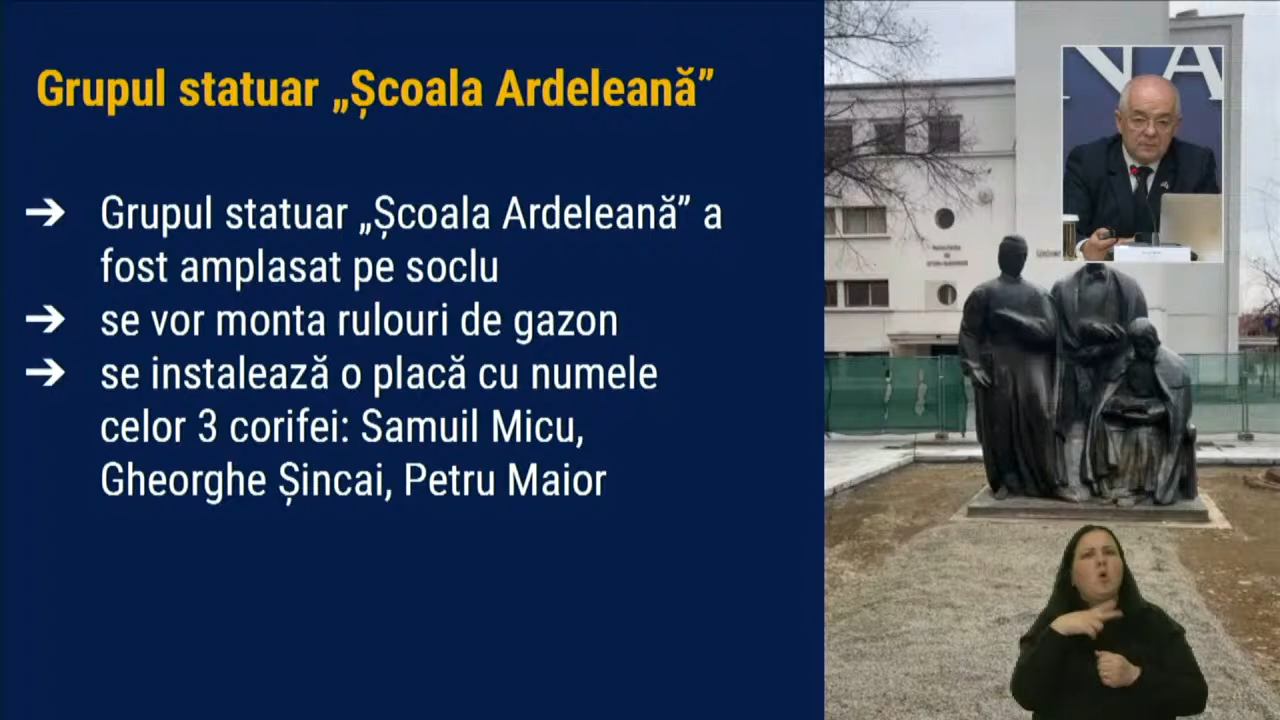 Grupul statuar „Școala Ardeleană”
➔ Grupul statuar „Școala Ardeleană” a
fost amplasat pe soclu
➔ se vor monta rulouri de gazon
➔ se instalează o placă cu numele
celor 3 corifei: Samuil Micu,
Gheorghe Șincai, Petru Maior
NA